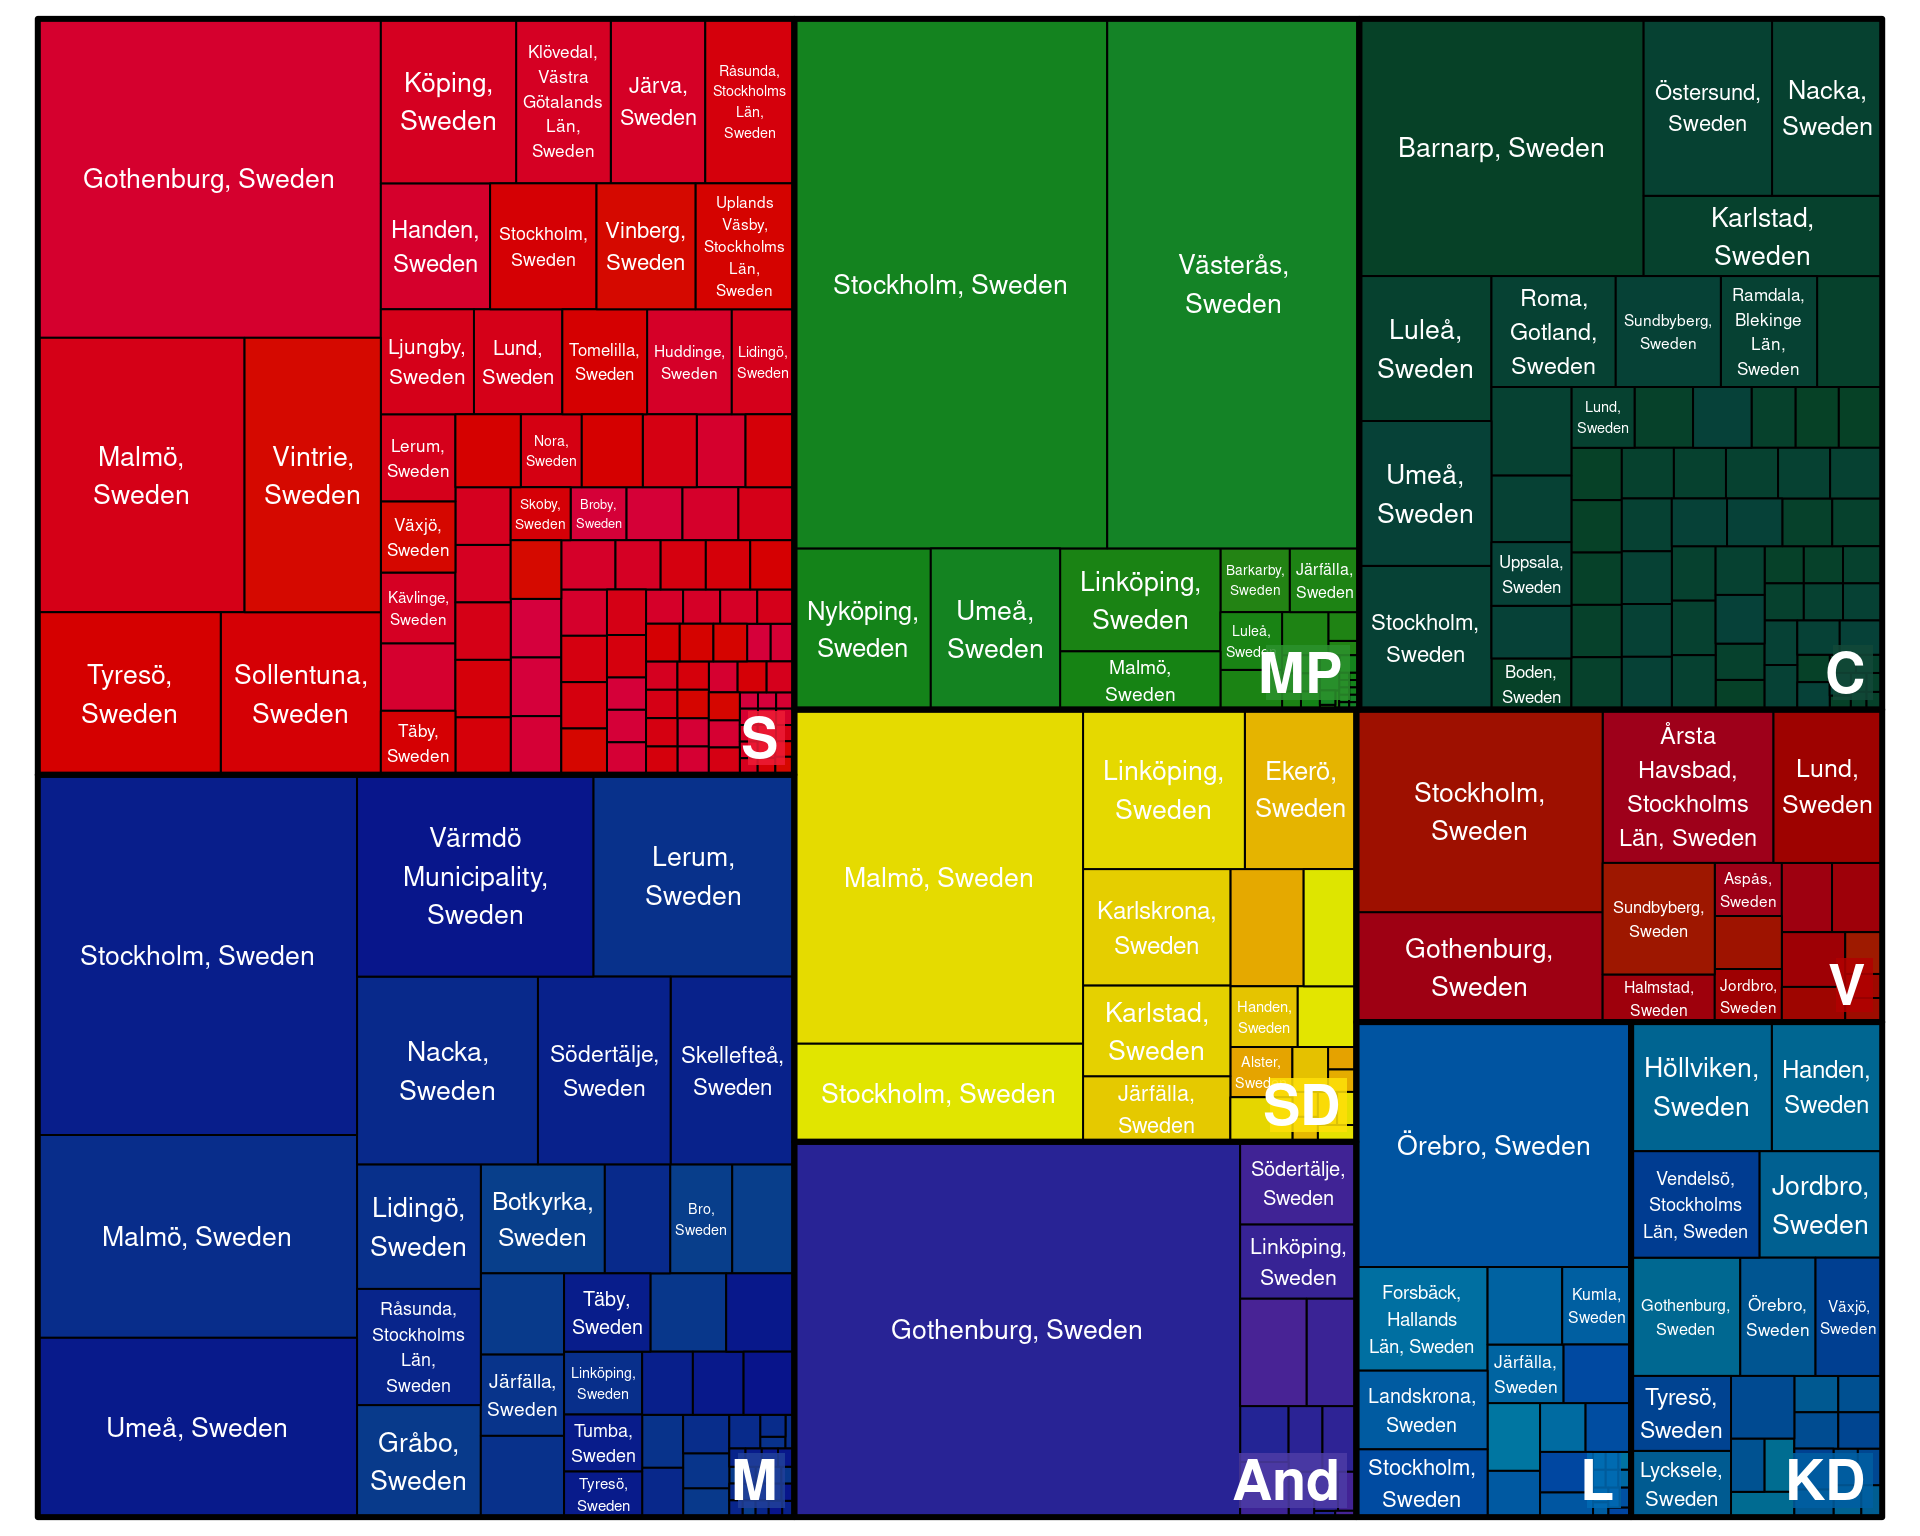 Gothenburg, Sweden
Malmö,
Sweden
Vintrie,
Sweden
Tyresö,
Sweden
Sollentuna,
Sweden
Köping,
Sweden
Klövedal,
Västra
Götalands
Län,
Sweden
Järva,
Sweden
Råsunda,
Stockholms
Län,
Sweden
Handen,
Sweden
Stockholm,
Sweden
Vinberg,
Sweden
Uplands
Väsby,
Stockholms
Län,
Sweden
Ljungby,
Sweden
Lund,
Sweden
Tomelilla,
Sweden
Huddinge,
Sweden
Lidingö,
Sweden
Lerum,
Sweden
Nora,
Sweden
Växjö,
Sweden
Skoby,
Sweden
Broby,
Sweden
Kävlinge,
Sweden
Täby,
Sweden
S
Stockholm, Sweden
Västerås,
Sweden
Nyköping,
Sweden
Umeå,
Sweden
Linköping,
Sweden
Malmö,
Sweden
Barkarby,
Sweden
Järfälla,
Sweden
Luleå,
Sweden
MP
Barnarp, Sweden
Östersund,
Sweden
Nacka,
Sweden
Karlstad,
Sweden
Luleå,
Sweden
Roma,
Gotland,
Sweden
Sundbyberg,
Sweden
Ramdala,
Blekinge
Län,
Sweden
Umeå,
Sweden
Lund,
Sweden
Uppsala,
Sweden
Stockholm,
Sweden
Boden,
Sweden
C
Stockholm, Sweden
Malmö, Sweden
Umeå, Sweden
Värmdö
Municipality,
Sweden
Lerum,
Sweden
Nacka,
Sweden
Södertälje,
Sweden
Skellefteå,
Sweden
Lidingö,
Sweden
Botkyrka,
Sweden
Bro,
Sweden
Råsunda,
Stockholms
Län,
Sweden
Täby,
Sweden
Järfälla,
Sweden
Linköping,
Sweden
Gråbo,
Sweden
Tumba,
Sweden
Tyresö,
Sweden
M
Malmö, Sweden
Stockholm, Sweden
Linköping,
Sweden
Ekerö,
Sweden
Karlskrona,
Sweden
Karlstad,
Sweden
Järfälla,
Sweden
Handen,
Sweden
Alster,
Sweden
SD
Gothenburg, Sweden
Södertälje,
Sweden
Linköping,
Sweden
And
Stockholm,
Sweden
Gothenburg,
Sweden
Årsta
Havsbad,
Stockholms
Län, Sweden
Lund,
Sweden
Sundbyberg,
Sweden
Aspås,
Sweden
Halmstad,
Sweden
Jordbro,
Sweden
V
Örebro, Sweden
Forsbäck,
Hallands
Län, Sweden
Kumla,
Sweden
Järfälla,
Sweden
Landskrona,
Sweden
Stockholm,
Sweden
L
Höllviken,
Sweden
Handen,
Sweden
Vendelsö,
Stockholms
Län, Sweden
Jordbro,
Sweden
Gothenburg,
Sweden
Örebro,
Sweden
Växjö,
Sweden
Tyresö,
Sweden
Lycksele,
Sweden
KD